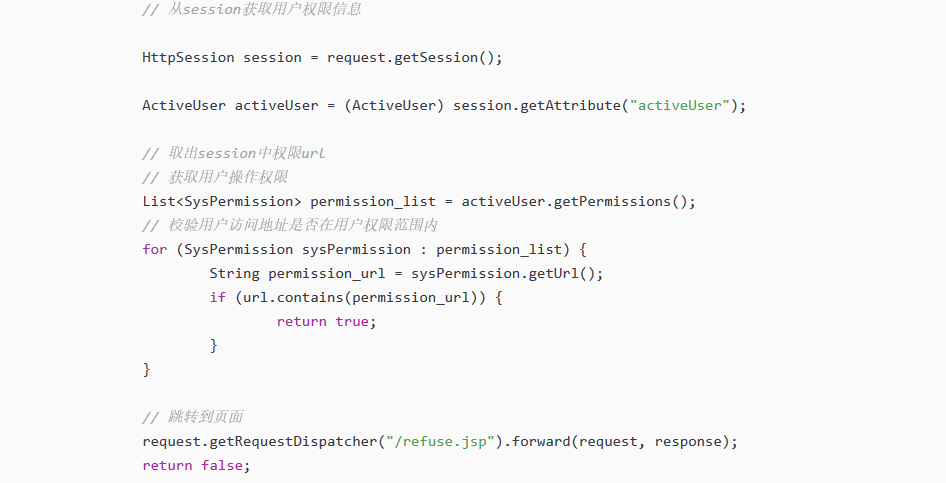 // 从session获取用户权限信息
HttpSession session = request.getSession();
ActiveUser activeUser = (ActiveUser) session.getAttribute("activeUser");
// 取出session中权限url
// 获取用户操作权限
List<SysPermission> permission_list = activeUser.getPermissions();
// 校验用户访问地址是否在用户权限范围内
for (SysPermission sysPermission : permission_list) {
String permission_url = sysPermission.getUrl();
if (url.contains(permission_url)) {
return true;
}
}
// 跳转到页面
request.getRequestDispatcher("/refuse.jsp").forward(request, response);
return false;